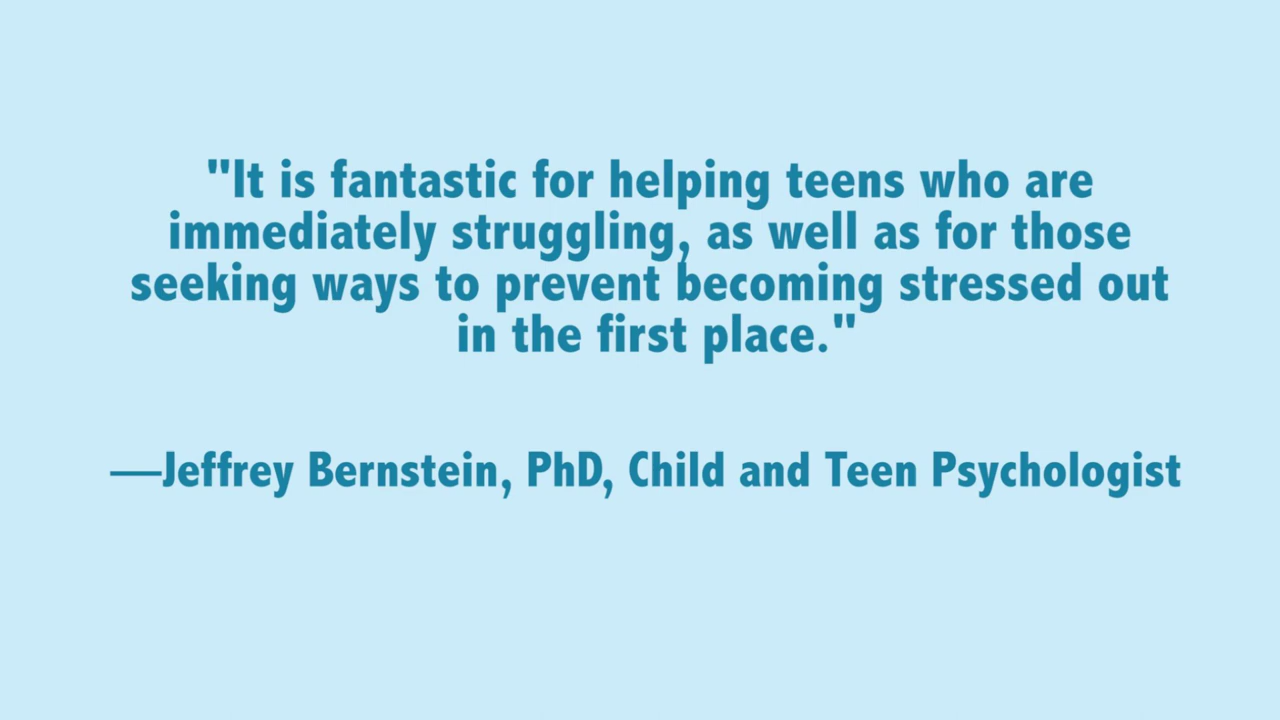 "It is fantastic for helping teens who are
immediately struggling, as well as for those
seeking ways to prevent becoming stressed out
in the first place."
—Jeffrey Bernstein, PhD, Child and Teen Psychologist